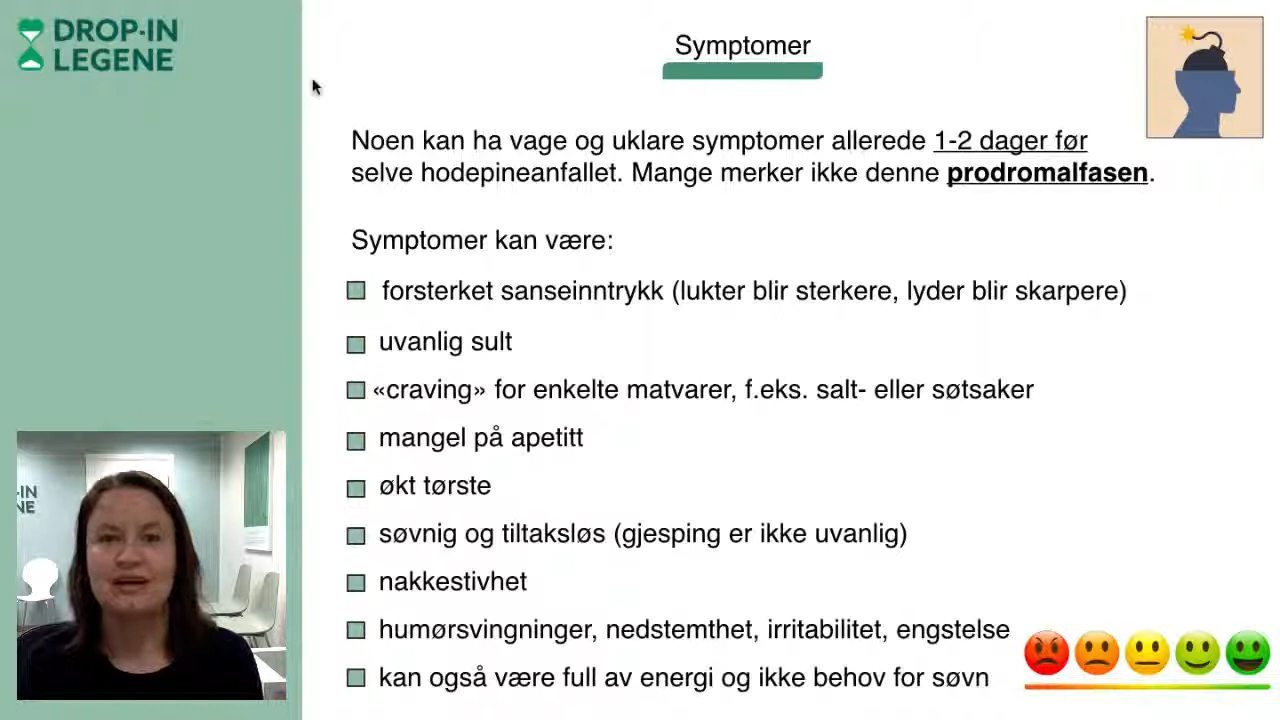 DROP-IN
LEGENE
Symptomer
Noen kan ha vage og uklare symptomer allerede 1-2 dager før
selve hodepineanfallet. Mange merker ikke denne prodromalfasen.
Symptomer kan være:
forsterket sanseinntrykk (lukter blir sterkere, lyder blir skarpere)
uvanlig sult
«craving» for enkelte matvarer, f.eks. salt- eller søtsaker
mangel på apetitt
økt tørste
søvnig og tiltaksløs (gjesping er ikke uvanlig)
nakkestivhet
humørsvingninger, nedstemthet, irritabilitet, engstelse
kan også være full av energi og ikke behov for søvn
-IN
NE